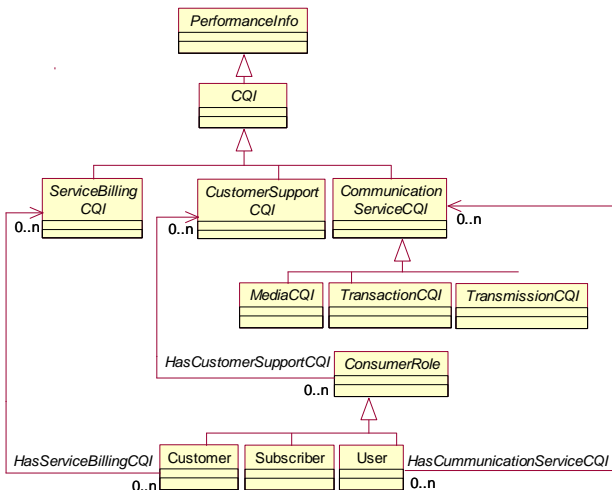 PerformanceInfo
CQI
ServiceBilling
CQI
CustomerSupport
CQI
Communication
ServiceCQI
0..n
0..n
0..n
MediaCQI
TransactionCQI
TransmissionCQI
HasCustomerSupportCQI
ConsumerRole
0..n
HasServiceBillingCQI
Customer
Subscriber
User
HasCummunicationServiceCQI
0..n
0..n